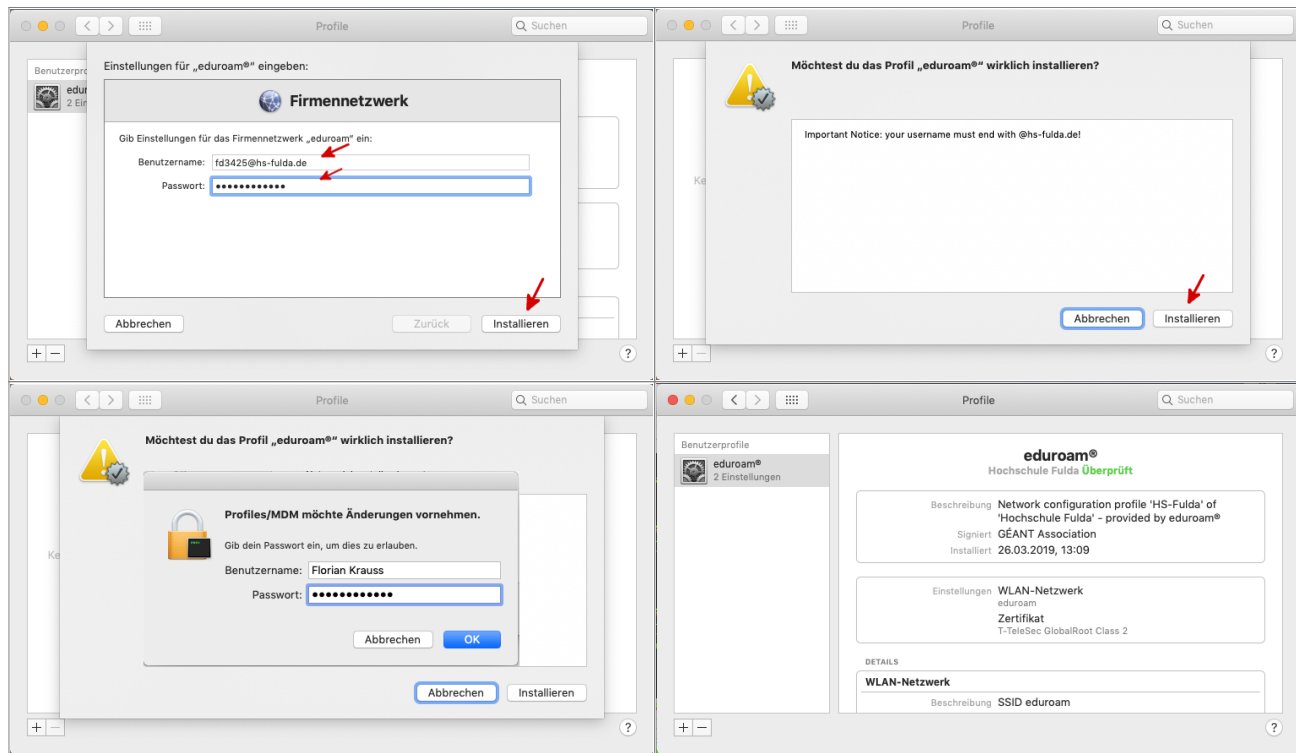 Profile
Suchen
Benutzerpro
edur
2 Ein
Einstellungen für „eduroam®“ eingeben:
Firmennetzwerk
Gib Einstellungen für das Firmennetzwerk „eduroam“ ein:
Benutzername: fd3425@hs-fulda.de
Passwort: ••••••••••••
Abbrechen Zurück Installieren
+ −
?
Profile
Suchen
Möchtest du das Profil „eduroam®“ wirklich installieren?
Important Notice: your username must end with @hs-fulda.de!
Ke
Abbrechen Installieren
+ −
?
Profile
Suchen
Möchtest du das Profil „eduroam®“ wirklich installieren?
Profiles/MDM möchte Änderungen vornehmen.
Gib dein Passwort ein, um dies zu erlauben.
Ke
Benutzername: Florian Krauss
Passwort: ••••••••••••
Abbrechen OK
Abbrechen Installieren
+ −
?
Profile
Suchen
Benutzerprofile
eduroam®
2 Einstellungen
eduroam®
Hochschule Fulda Überprüft
Beschreibung Network configuration profile 'HS-Fulda' of
'Hochschule Fulda' - provided by eduroam®
Signiert GÉANT Association
Installiert 26.03.2019, 13:09
Einstellungen WLAN-Netzwerk
eduroam
Zertifikat
T-TeleSec GlobalRoot Class 2
DETAILS
WLAN-Netzwerk
Beschreibung SSID eduroam
+ −
?